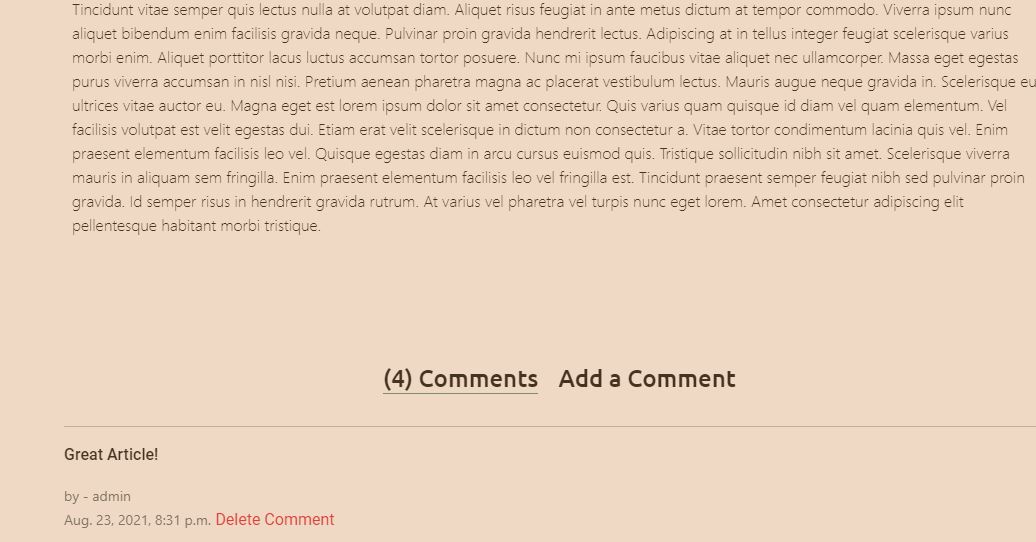 Tincidunt vitae semper quis lectus nulla at volutpat diam. Aliquet risus feugiat in ante metus dictum at tempor commodo. Viverra ipsum nunc
aliquet bibendum enim facilisis gravida neque. Pulvinar proin gravida hendrerit lectus. Adipiscing at in tellus integer feugiat scelerisque varius
morbi enim. Aliquet porttitor lacus luctus accumsan tortor posuere. Nunc mi ipsum faucibus vitae aliquet nec ullamcorper. Massa eget egestas
purus viverra accumsan in nisl nisi. Pretium aenean pharetra magna ac placerat vestibulum lectus. Mauris augue neque gravida in. Scelerisque eu
ultrices vitae auctor eu. Magna eget est lorem ipsum dolor sit amet consectetur. Quis varius quam quisque id diam vel quam elementum. Vel
facilisis volutpat est velit egestas dui. Etiam erat velit scelerisque in dictum non consectetur a. Vitae tortor condimentum lacinia quis vel. Enim
praesent elementum facilisis leo vel. Quisque egestas diam in arcu cursus euismod quis. Tristique sollicitudin nibh sit amet. Scelerisque viverra
mauris in aliquam sem fringilla. Enim praesent elementum facilisis leo vel fringilla est. Tincidunt praesent semper feugiat nibh sed pulvinar proin
gravida. Id semper risus in hendrerit gravida rutrum. At varius vel pharetra vel turpis nunc eget lorem. Amet consectetur adipiscing elit
pellentesque habitant morbi tristique.
(4) Comments Add a Comment
Great Article!
by - admin
Aug. 23, 2021, 8:31 p.m. Delete Comment